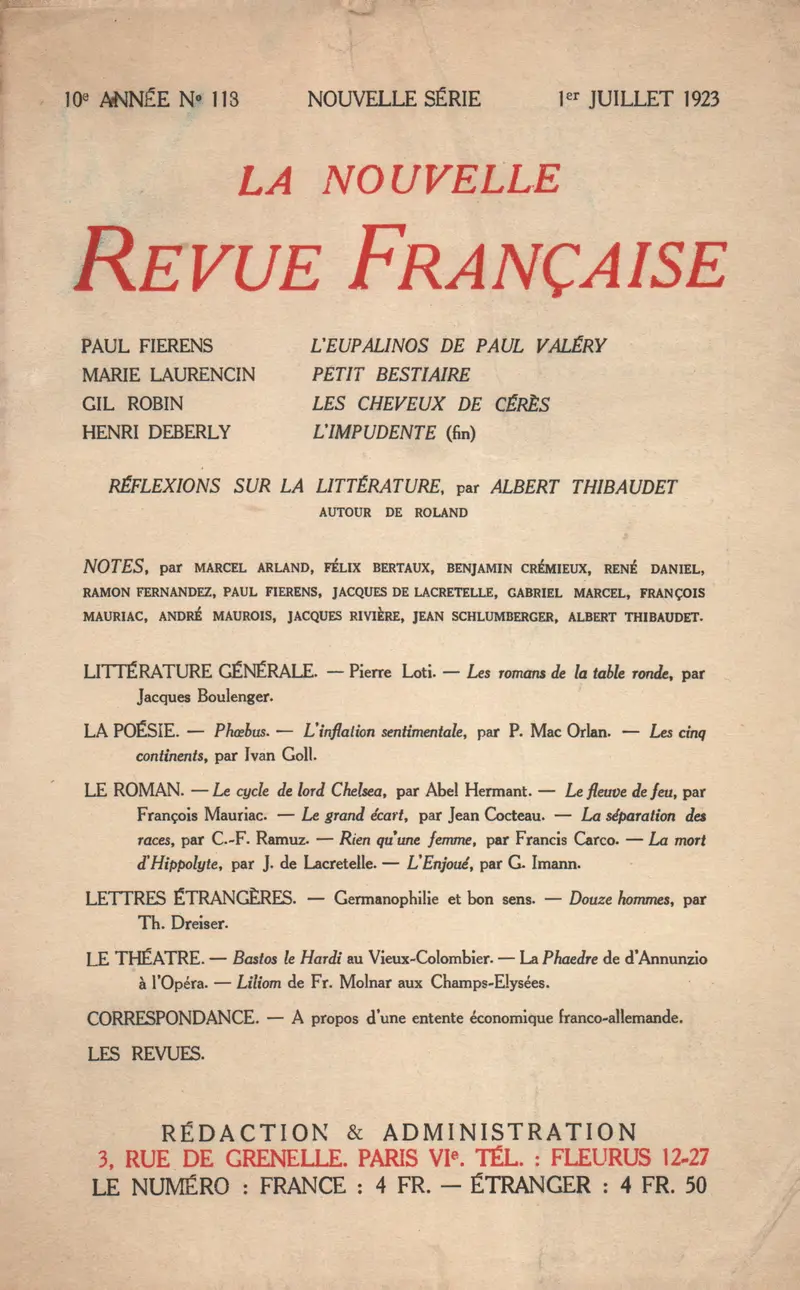 10e ANNÉE No 118 NOUVELLE SÉRIE 1er JUILLET 1923
LA NOUVELLE
REVUE FRANÇAISE
PAUL FIERENS L'EUPALINOS DE PAUL VALÉRY
MARIE LAURENCIN PETIT BESTIAIRE
GIL ROBIN LES CHEVEUX DE CÉRÈS
HENRI DEBERLY L'IMPUDENTE (fin)
RÉFLEXIONS SUR LA LITTÉRATURE, par ALBERT THIBAUDET
AUTOUR DE ROLAND
NOTES, par MARCEL ARLAND, FÉLIX BERTAUX, BENJAMIN CRÉMIEUX, RENÉ DANIEL,
RAMON FERNANDEZ, PAUL FIERENS, JACQUES DE LACRETELLE, GABRIEL MARCEL, FRANÇOIS
MAURIAC, ANDRÉ MAUROIS, JACQUES RIVIÈRE, JEAN SCHLUMBERGER, ALBERT THIBAUDET.
LITTÉRATURE GÉNÉRALE. — Pierre Loti. — Les romans de la table ronde, par
Jacques Boulenger.
LA POÉSIE. — Phœbus. — L'inflation sentimentale, par P. Mac Orlan. — Les cinq
continents, par Ivan Goll.
LE ROMAN. — Le cycle de lord Chelsea, par Abel Hermant. — Le fleuve de feu, par
François Mauriac. — Le grand écart, par Jean Cocteau. — La séparation des
races, par C.-F. Ramuz. — Rien qu'une femme, par Francis Carco. — La mort
d'Hippolyte, par J. de Lacretelle. — L'Enjoué, par G. Imann.
LETTRES ÉTRANGÈRES. — Germanophilie et bon sens. — Douze hommes, par
Th. Dreiser.
LE THÉATRE. — Bastos le Hardi au Vieux-Colombier. — La Phaedre de d'Annunzio
à l'Opéra. — Liliom de Fr. Molnar aux Champs-Elysées.
CORRESPONDANCE. — A propos d'une entente économique franco-allemande.
LES REVUES.
RÉDACTION & ADMINISTRATION
3, RUE DE GRENELLE. PARIS VIe. TÉL. : FLEURUS 12-27
LE NUMÉRO : FRANCE : 4 FR. — ÉTRANGER : 4 FR. 50